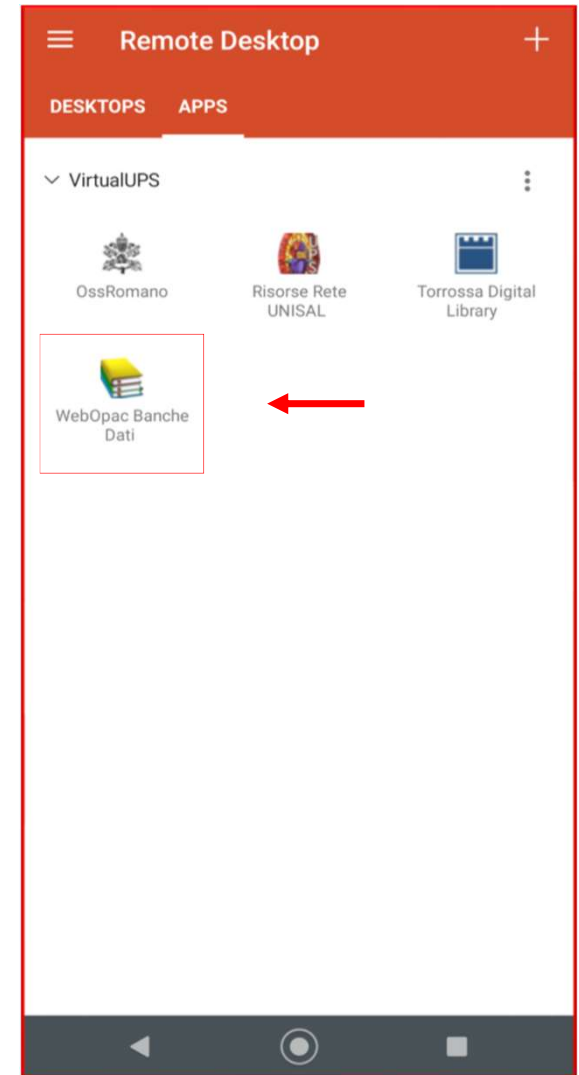 Remote Desktop
DESKTOPS APPS
VirtualUPS
OssRomano
Risorse Rete
UNISAL
Torrossa Digital
Library
WebOpac Banche
Dati